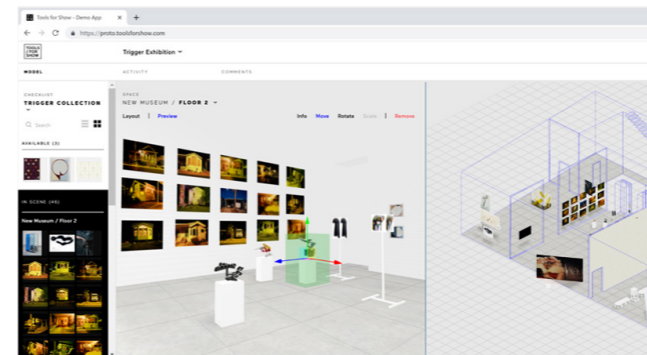 Tools for Show - Demo App
https://proto.toolsforshow.com
TOOLS
FOR
SHOW
Trigger Exhibition
MODEL
ACTIVITY
COMMENTS
CHECKLIST
TRIGGER COLLECTION
Search
AVAILABLE (3)
IN SCENE (46)
New Museum / Floor 2
SPACE
NEW MUSEUM / FLOOR 2
Layout | Preview
Info Move Rotate Scale | Remove